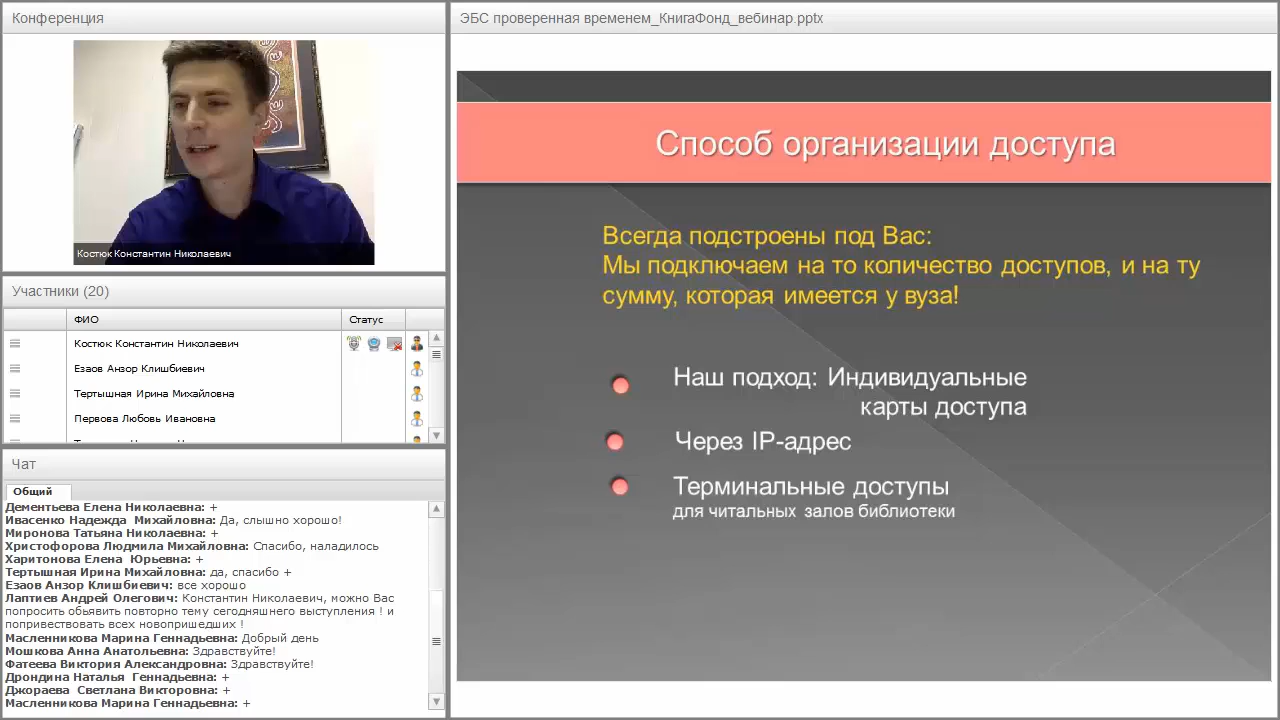 Конференция
Костюк Константин Николаевич
Участники (20)
ФИО
Статус
Костюк Константин Николаевич
Езаов Анзор Клишбиевич
Тертышная Ирина Михайловна
Первова Любовь Ивановна
Чат
Общий
Дементьева Елена Николаевна: +
Ивасенко Надежда Михайловна: Да, слышно хорошо!
Миронова Татьяна Николаевна: +
Христофорова Людмила Михайловна: Спасибо, наладилось
Харитонова Елена Юрьевна: +
Тертышная Ирина Михайловна: да, спасибо +
Езаов Анзор Клишбиевич: все хорошо
Лаптиев Андрей Олегович: Константин Николаевич, можно Вас
попросить обьявить повторно тему сегодняшнего выступления ! и
попривествовать всех новопришедших !
Масленникова Марина Геннадьевна: Добрый день
Мошкова Анна Анатольевна: Здравствуйте!
Фатеева Виктория Александровна: Здравствуйте!
Дрондина Наталья Геннадьевна: +
Джораева Светлана Викторовна: +
Масленникова Марина Геннадьевна: +
ЭБС проверенная временем_КнигаФонд_вебинар.pptx
Способ организации доступа
Всегда подстроены под Вас:
Мы подключаем на то количество доступов, и на ту
сумму, которая имеется у вуза!
Наш подход: Индивидуальные
карты доступа
Через IP-адрес
Терминальные доступы
для читальных залов библиотеки